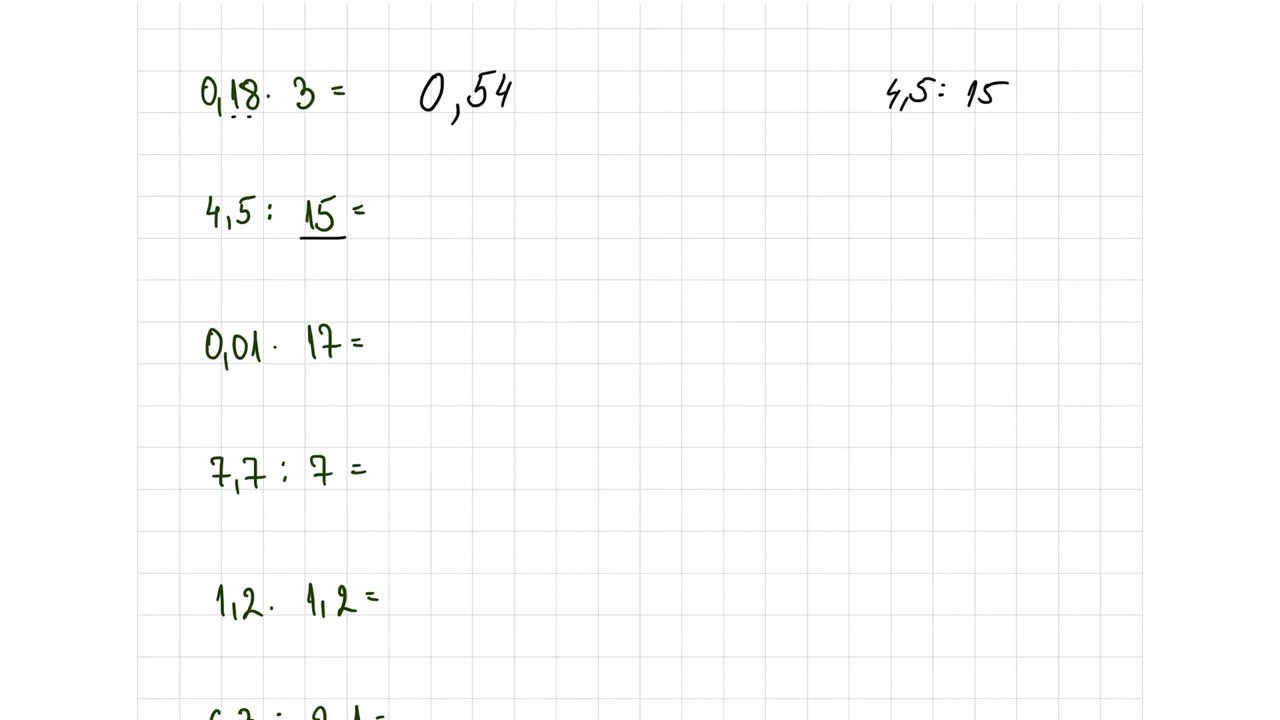 0,18 · 3 = 0,54
4,5 : 15
4,5 : 15 =
0,01 · 17 =
7,7 : 7 =
1,2 · 1,2 =